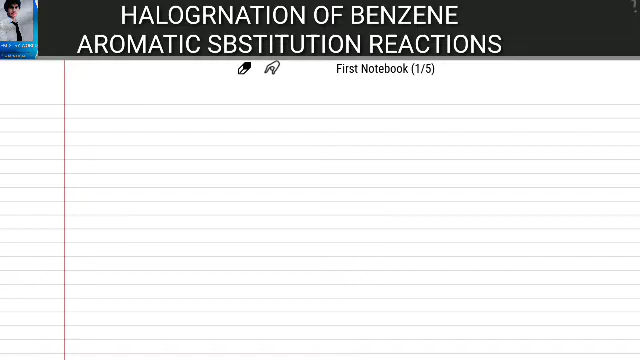 HALOGRNATION OF BENZENE
AROMATIC SBSTITUTION REACTIONS
First Notebook (1/5)